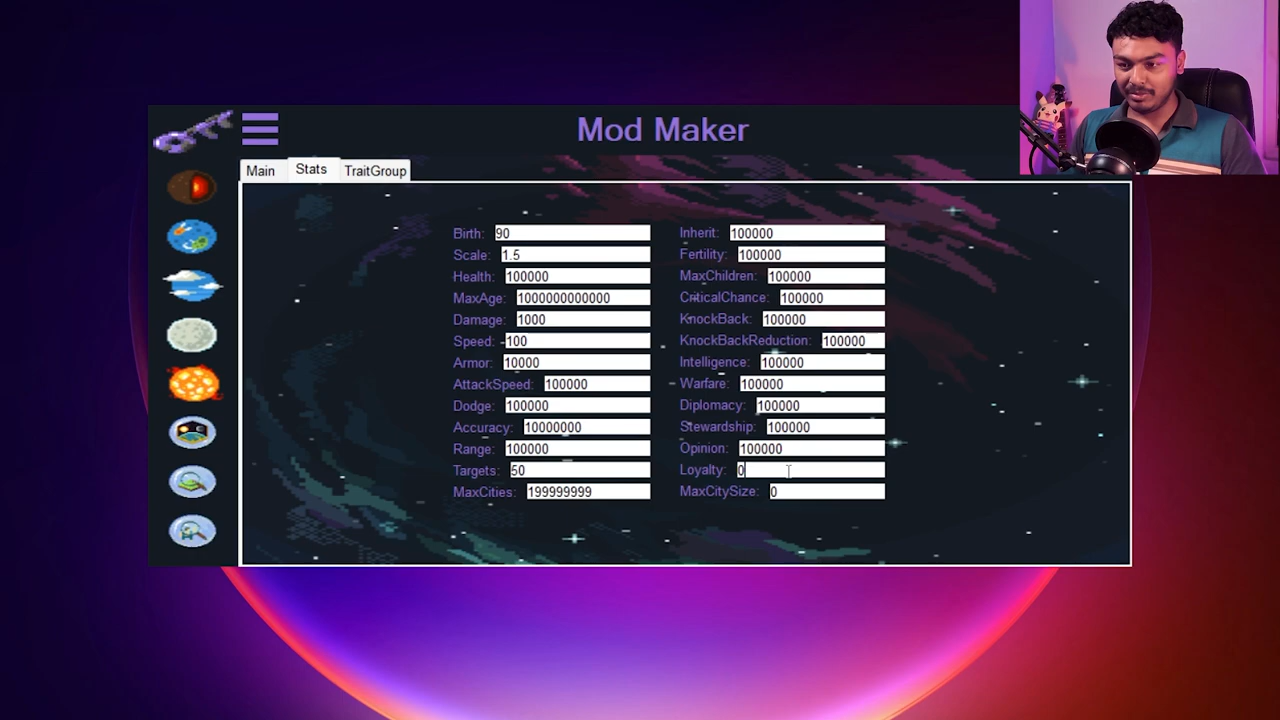 Mod Maker
Main Stats TraitGroup
Birth: 90
Scale: 1.5
Health: 100000
MaxAge: 1000000000000
Damage: 1000
Speed: 100
Armor: 10000
AttackSpeed: 100000
Dodge: 100000
Accuracy: 10000000
Range: 100000
Targets: 50
MaxCities: 199999999
Inherit: 100000
Fertility: 100000
MaxChildren: 100000
CriticalChance: 100000
KnockBack: 100000
KnockBackReduction: 100000
Intelligence: 100000
Warfare: 100000
Diplomacy: 100000
Stewardship: 100000
Opinion: 100000
Loyalty: 0
MaxCitySize: 0